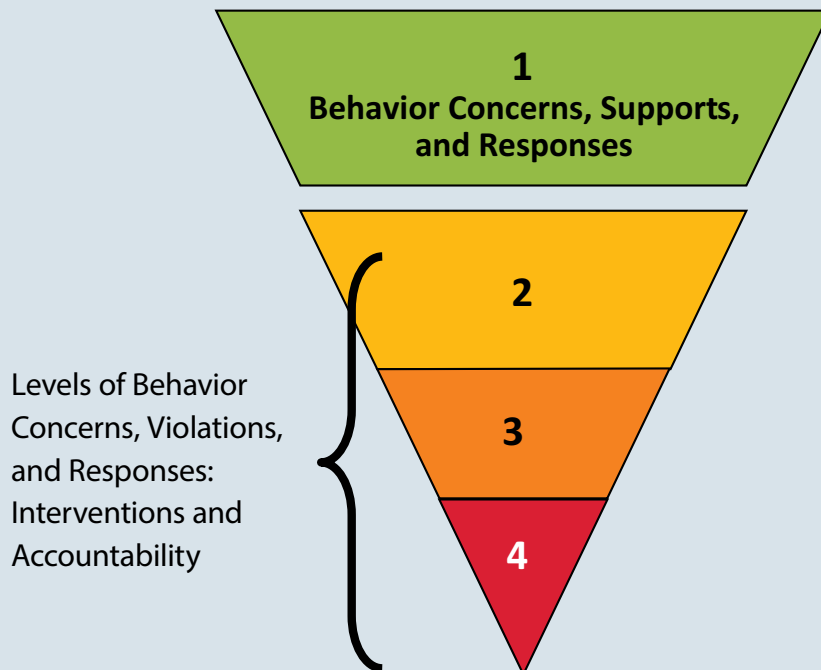 1
Behavior Concerns, Supports,
and Responses
2
3
4
Levels of Behavior
Concerns, Violations,
and Responses:
Interventions and
Accountability